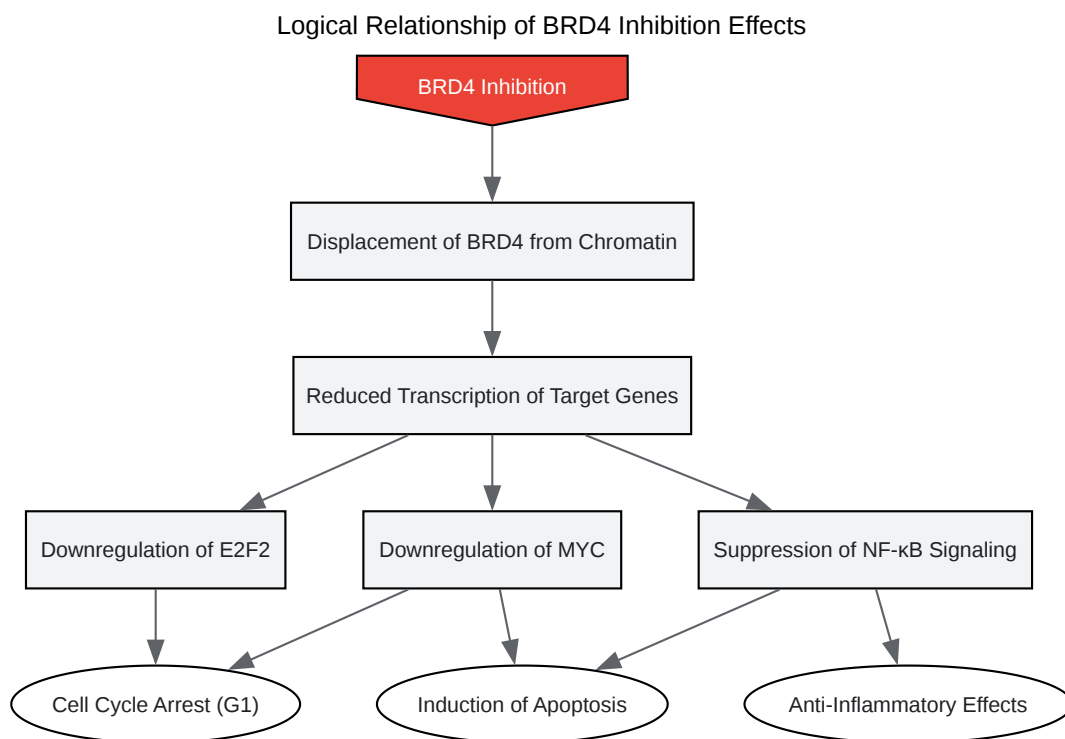 Logical Relationship of BRD4 Inhibition Effects
BRD4 Inhibition
Displacement of BRD4 from Chromatin
Reduced Transcription of Target Genes
Downregulation of E2F2
Downregulation of MYC
Suppression of NF-κB Signaling
Cell Cycle Arrest (G1)
Induction of Apoptosis
Anti-Inflammatory Effects